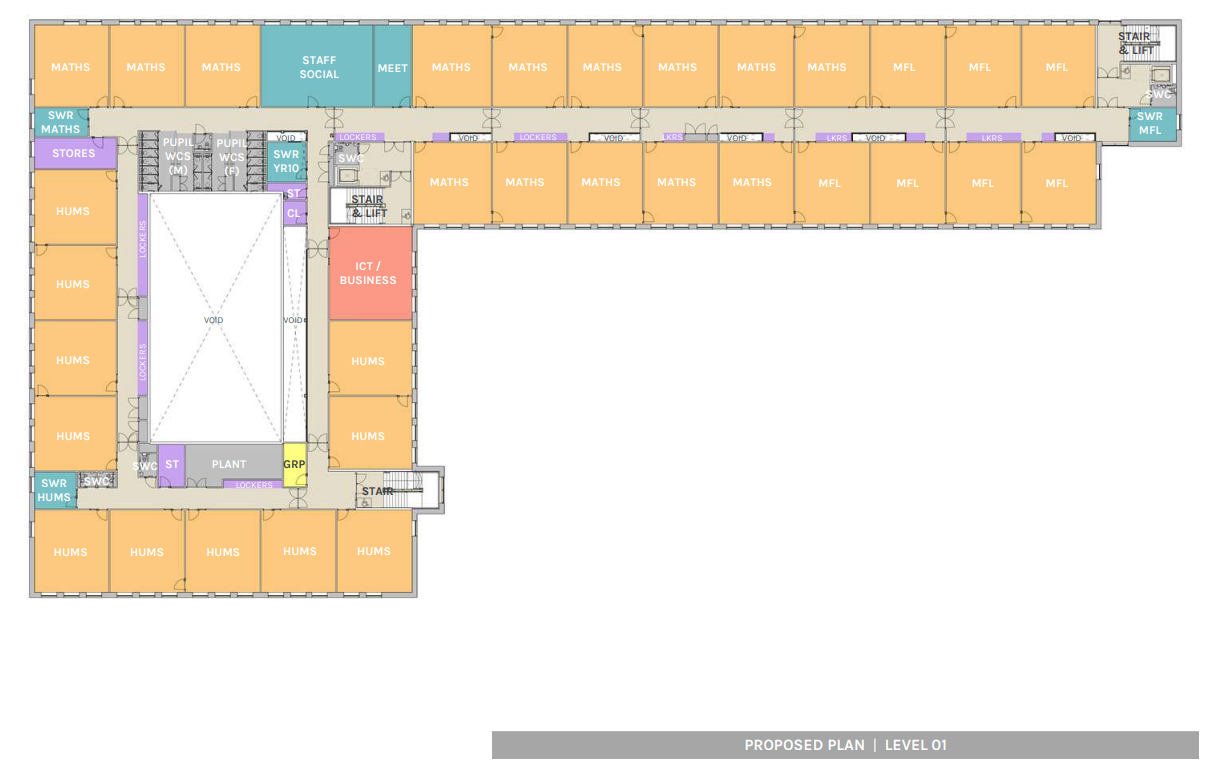 MATHS
MATHS
MATHS
STAFF
SOCIAL
MEET
MATHS
MATHS
MATHS
MATHS
MATHS
MATHS
MFL
MFL
MFL
STAIR
& LIFT
SWC
SWR
MATHS
SWR
MFL
STORES
PUPIL
WCS
(M)
PUPIL
WCS
(F)
VOID
SWR
YR10
LOCKERS
VOID
LOCKERS
VOID
LKRS
VOID
LKRS
VOID
LKRS
VOID
SWC
ST
CL
STAIR
& LIFT
MATHS
MATHS
MATHS
MATHS
MATHS
MFL
MFL
MFL
MFL
HUMS
LOCKERS
ICT /
BUSINESS
HUMS
VOID
VOID
HUMS
LOCKERS
HUMS
HUMS
HUMS
SWC
ST
PLANT
GRP
SWR
HUMS
SWC
LOCKERS
STAIR
HUMS
HUMS
HUMS
HUMS
HUMS
PROPOSED PLAN | LEVEL 01